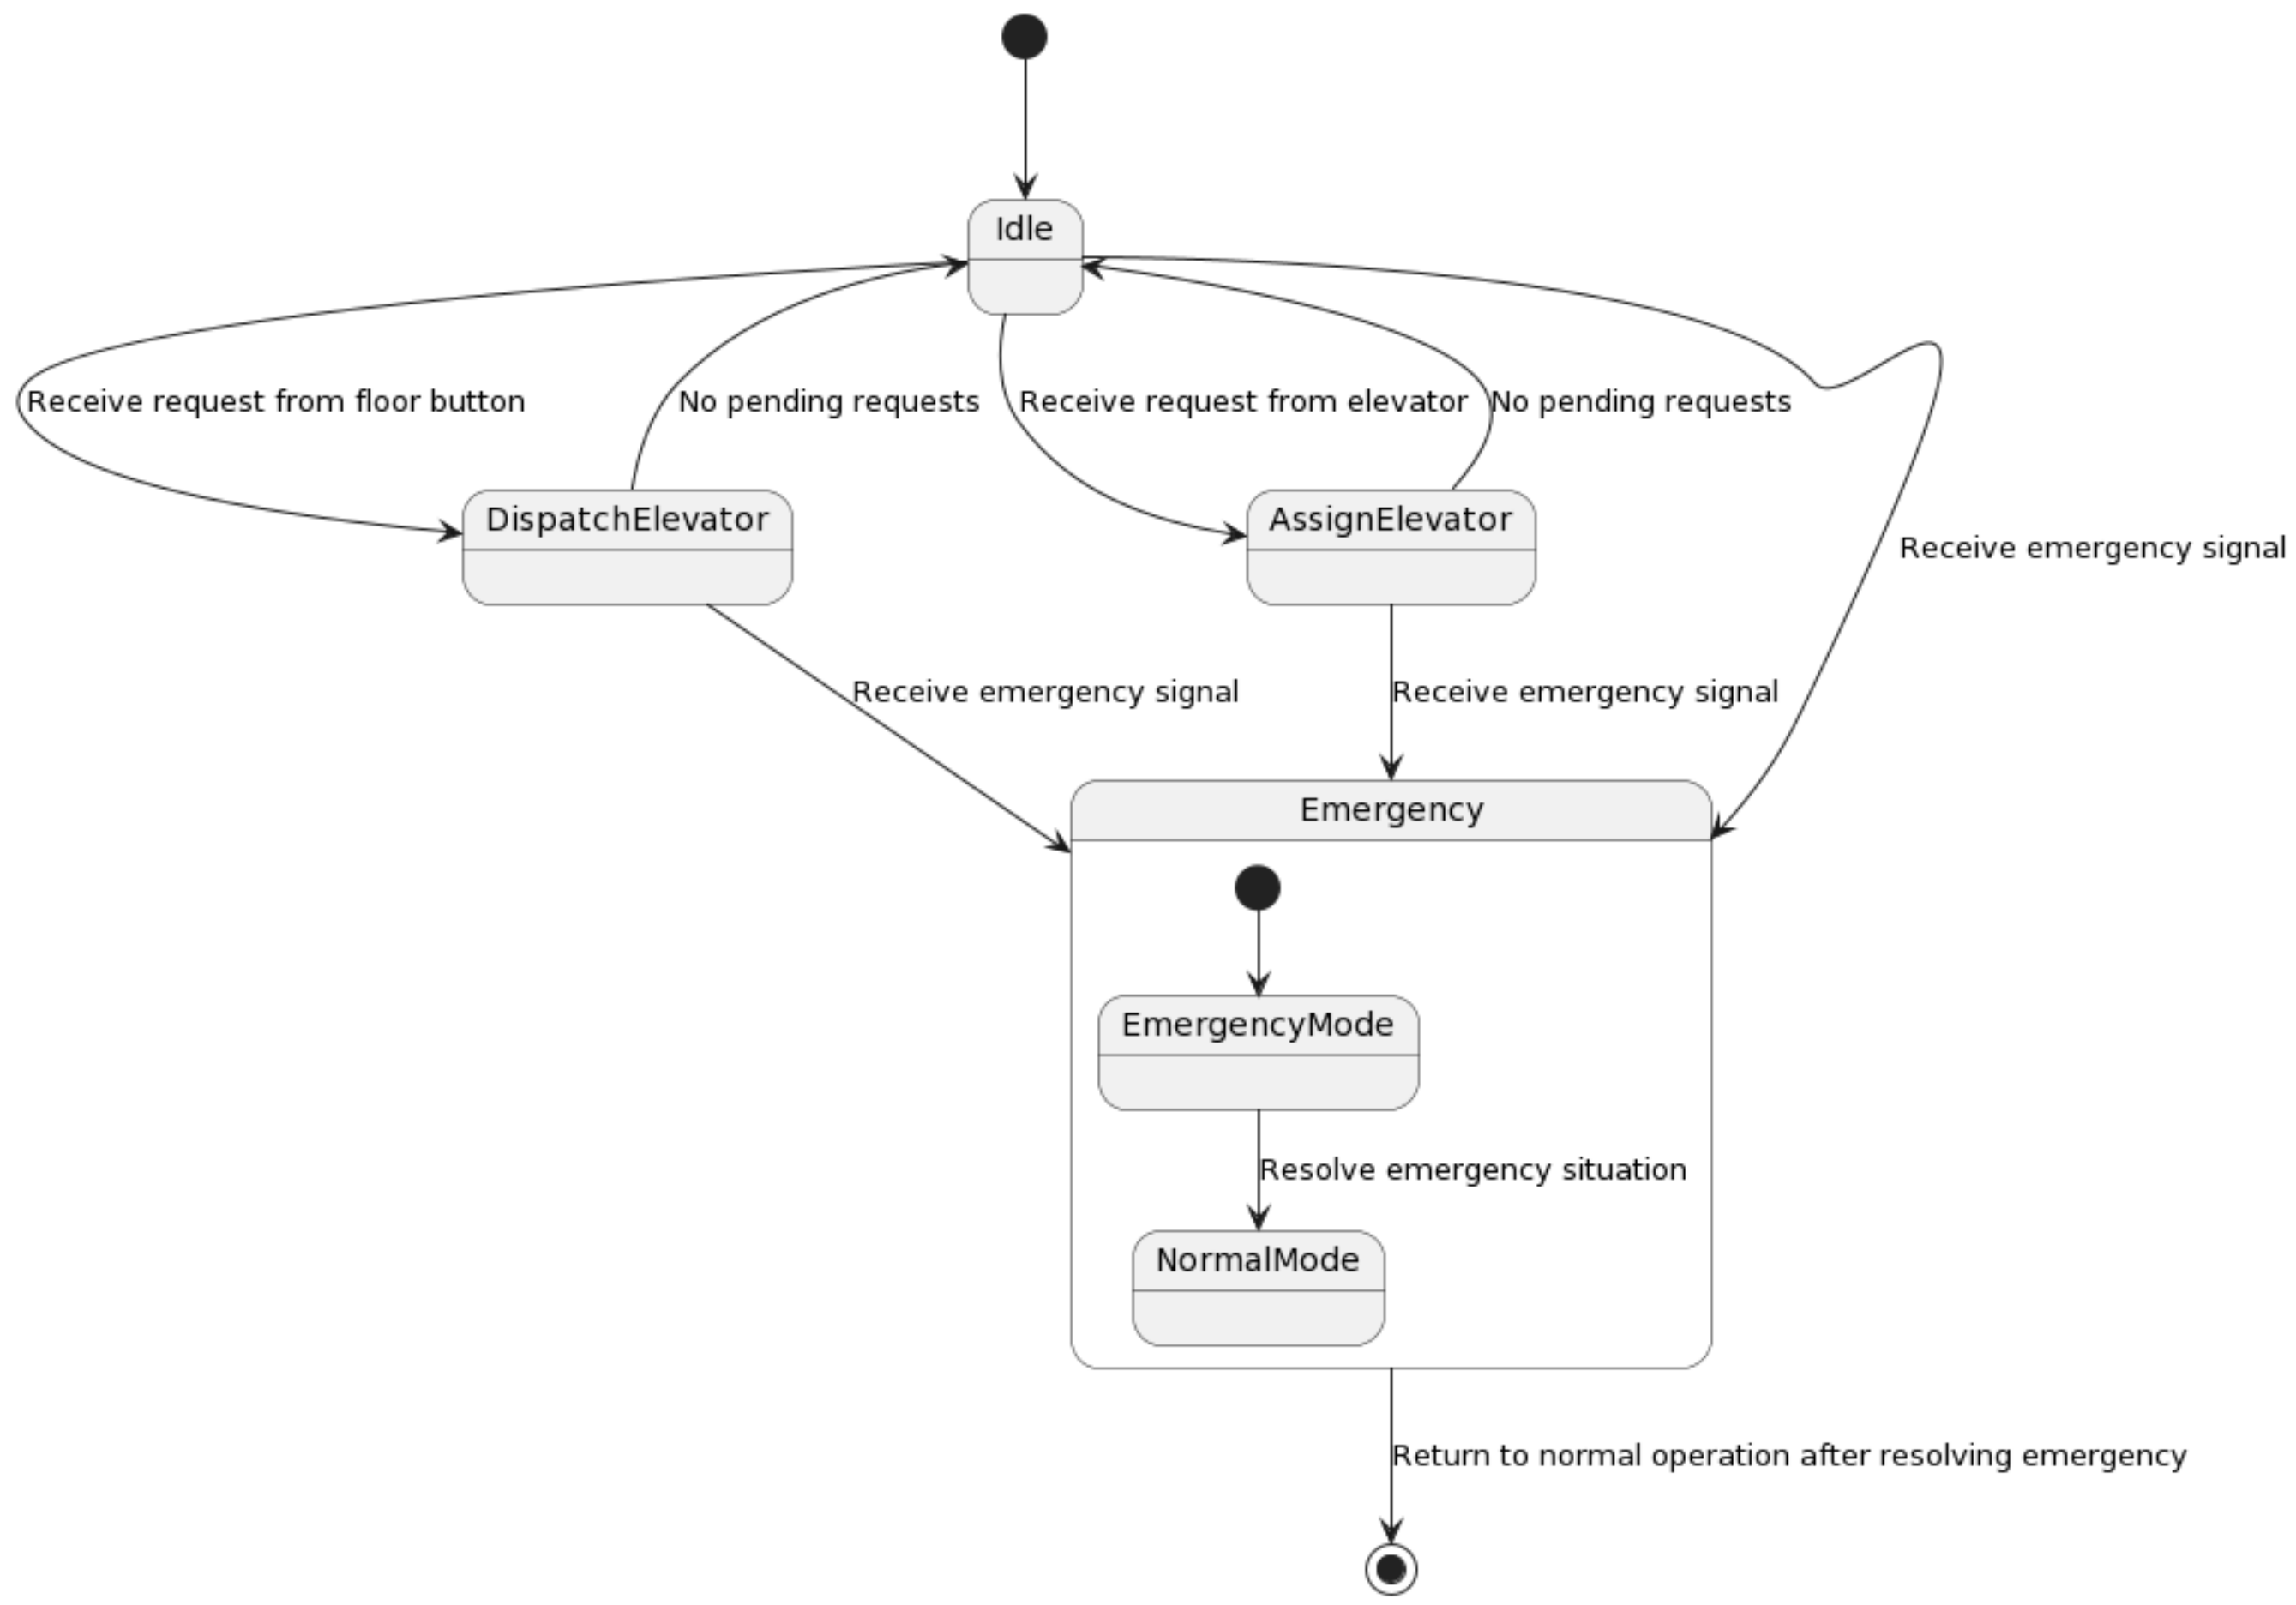 Idle
Receive request from floor button
No pending requests
Receive request from elevator
No pending requests
DispatchElevator
AssignElevator
Receive emergency signal
Receive emergency signal
Receive emergency signal
Emergency
EmergencyMode
Resolve emergency situation
NormalMode
Return to normal operation after resolving emergency